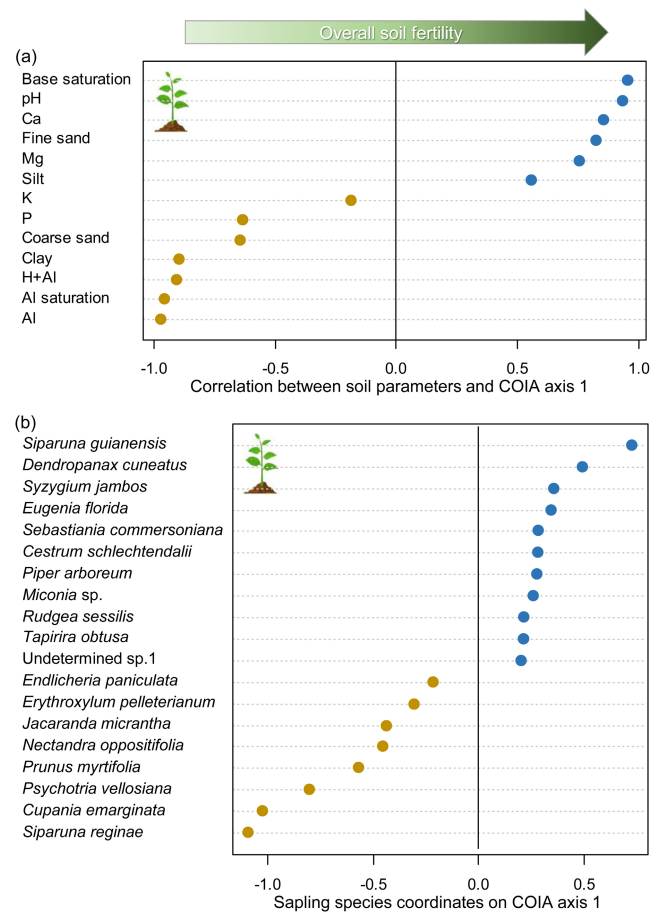 Overall soil fertility
(a)
Base saturation
pH
Ca
Fine sand
Mg
Silt
K
P
Coarse sand
Clay
H+Al
Al saturation
Al
-1.0 -0.5 0.0 0.5 1.0
Correlation between soil parameters and COIA axis 1
(b)
Siparuna guianensis
Dendropanax cuneatus
Syzygium jambos
Eugenia florida
Sebastiania commersoniana
Cestrum schlechtendalii
Piper arboreum
Miconia sp.
Rudgea sessilis
Tapirira obtusa
Undetermined sp.1
Endlicheria paniculata
Erythroxylum pelleterianum
Jacaranda micrantha
Nectandra oppositifolia
Prunus myrtifolia
Psychotria vellosiana
Cupania emarginata
Siparuna reginae
-1.0 -0.5 0.0 0.5
Sapling species coordinates on COIA axis 1